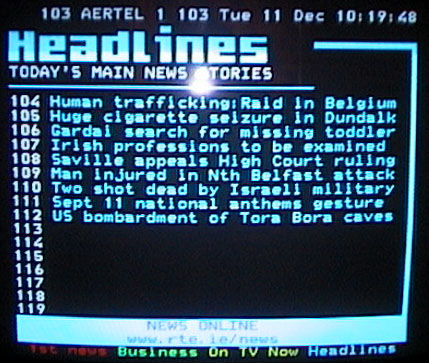 103 AERTEL 1 103 Tue 11 Dec 10:19:48
Headlines
TODAY'S MAIN NEWS STORIES
104 Human trafficking:Raid in Belgium
105 Huge cigarette seizure in Dundalk
106 Gardai search for missing toddler
107 Irish professions to be examined
108 Saville appeals High Court ruling
109 Man injured in Nth Belfast attack
110 Two shot dead by Israeli military
111 Sept 11 national anthems gesture
112 US bombardment of Tora Bora caves
113
114
115
116
117
118
119
NEWS ONLINE
www.rte.ie/news
1st news Business On TV Now Headlines